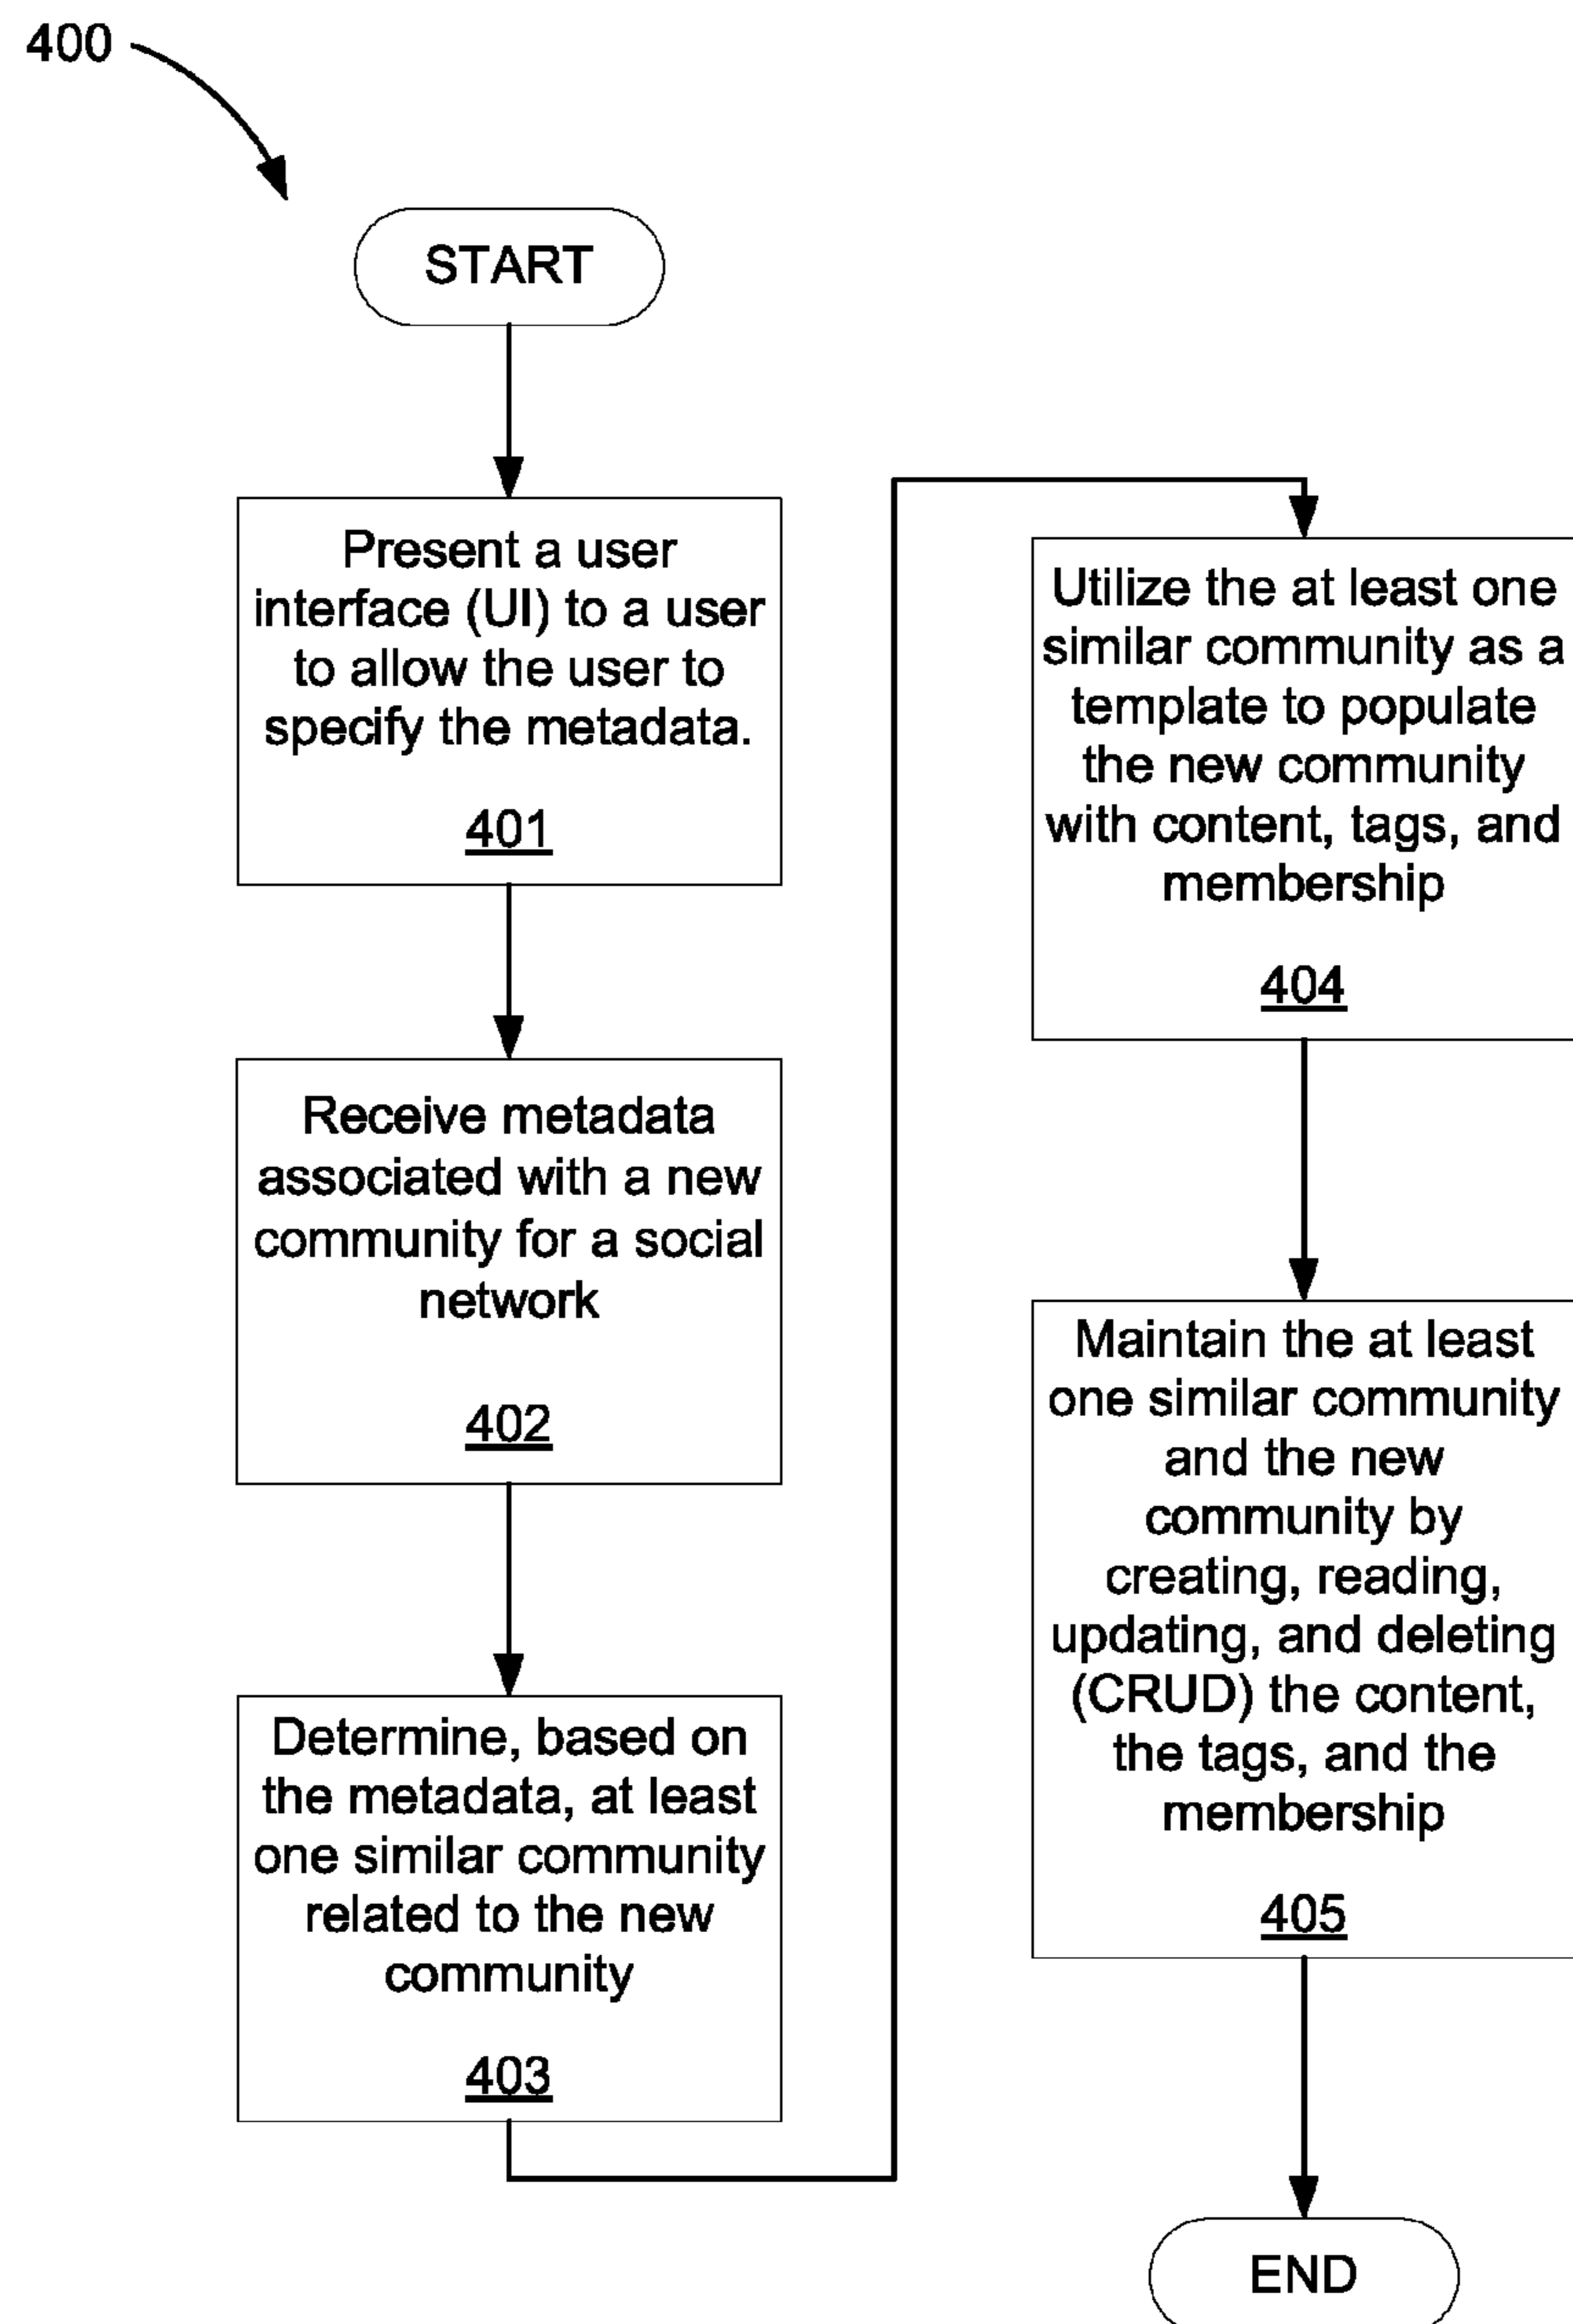 400
START
Present a user
interface (UI) to a user
to allow the user to
specify the metadata.
401
Receive metadata
associated with a new
community for a social
network
402
Determine, based on
the metadata, at least
one similar community
related to the new
community
403
Utilize the at least one
similar community as a
template to populate
the new community
with content, tags, and
membership
404
Maintain the at least
one similar community
and the new
community by
creating, reading,
updating, and deleting
(CRUD) the content,
the tags, and the
membership
405
END